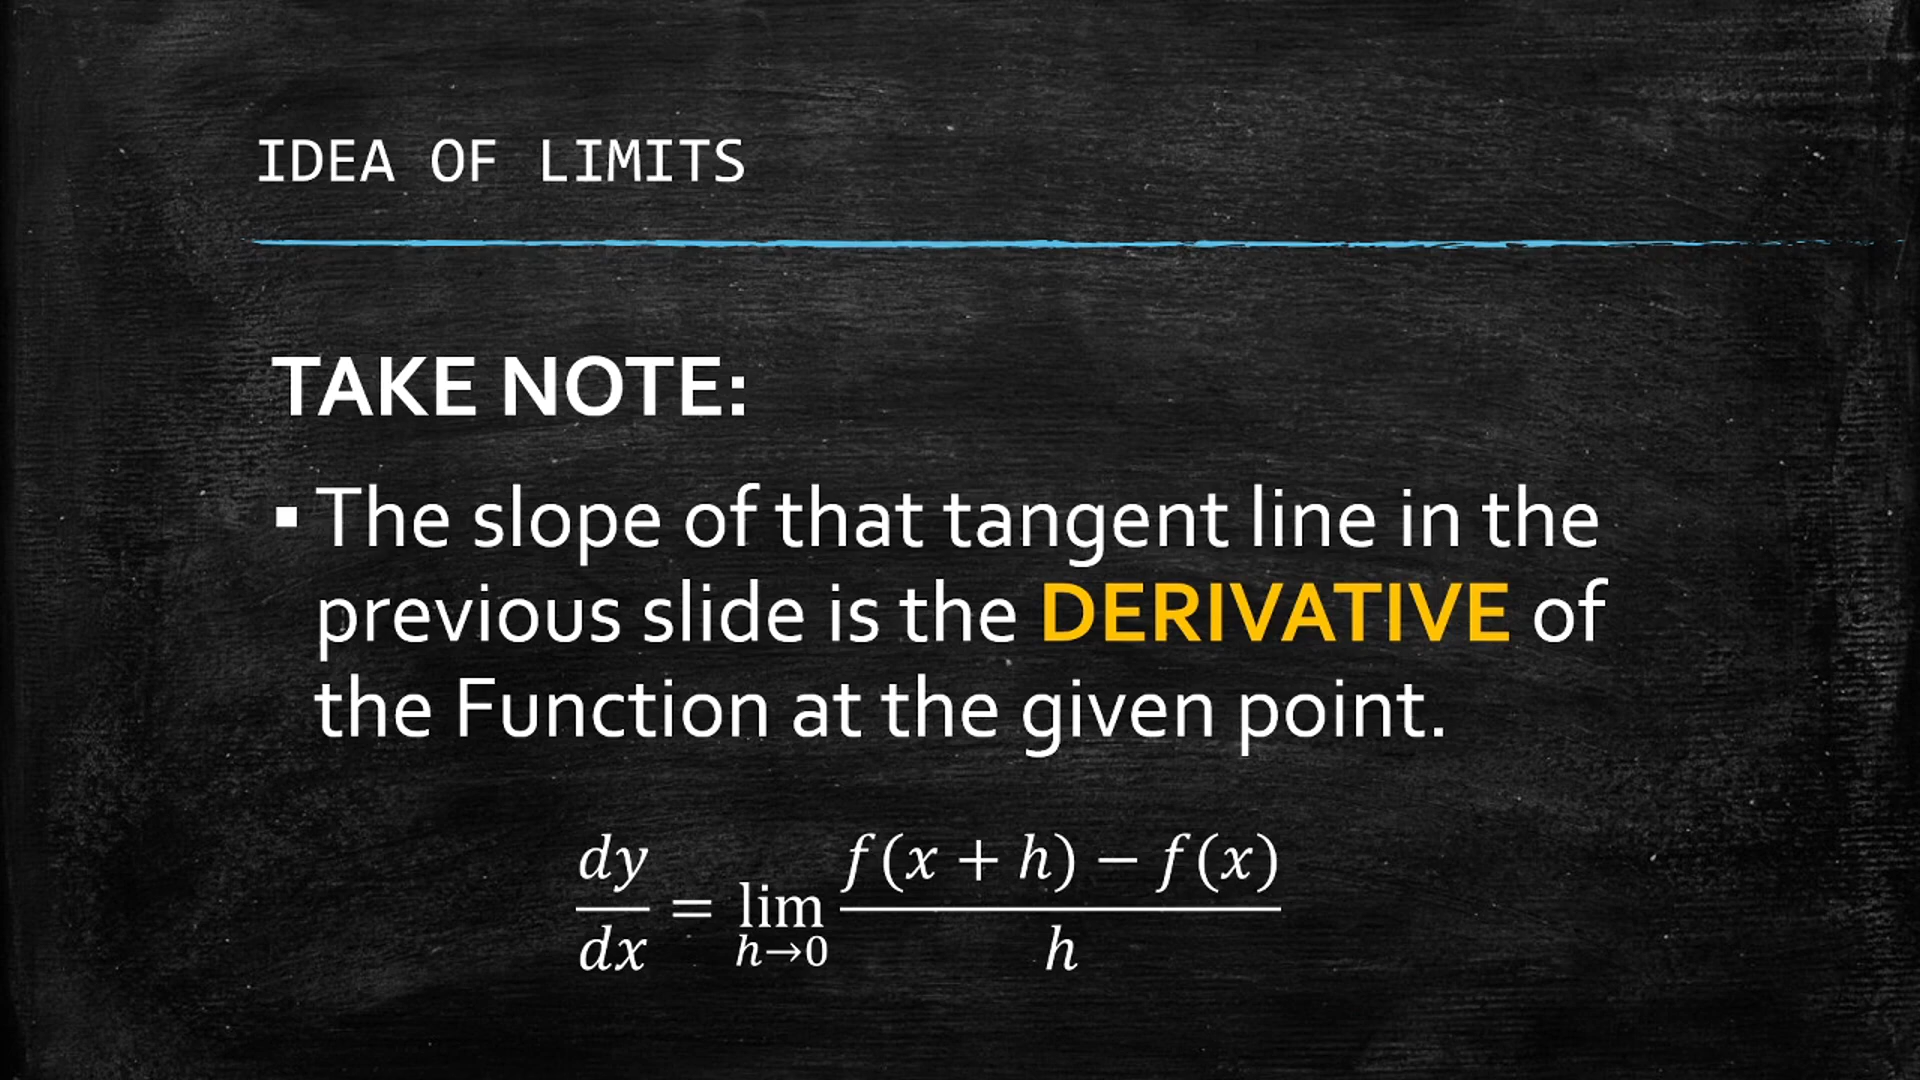 IDEA OF LIMITS
TAKE NOTE:
▪ The slope of that tangent line in the
previous slide is the DERIVATIVE of
the Function at the given point.
dy/dx = lim h→0 f(x + h) − f(x) / h